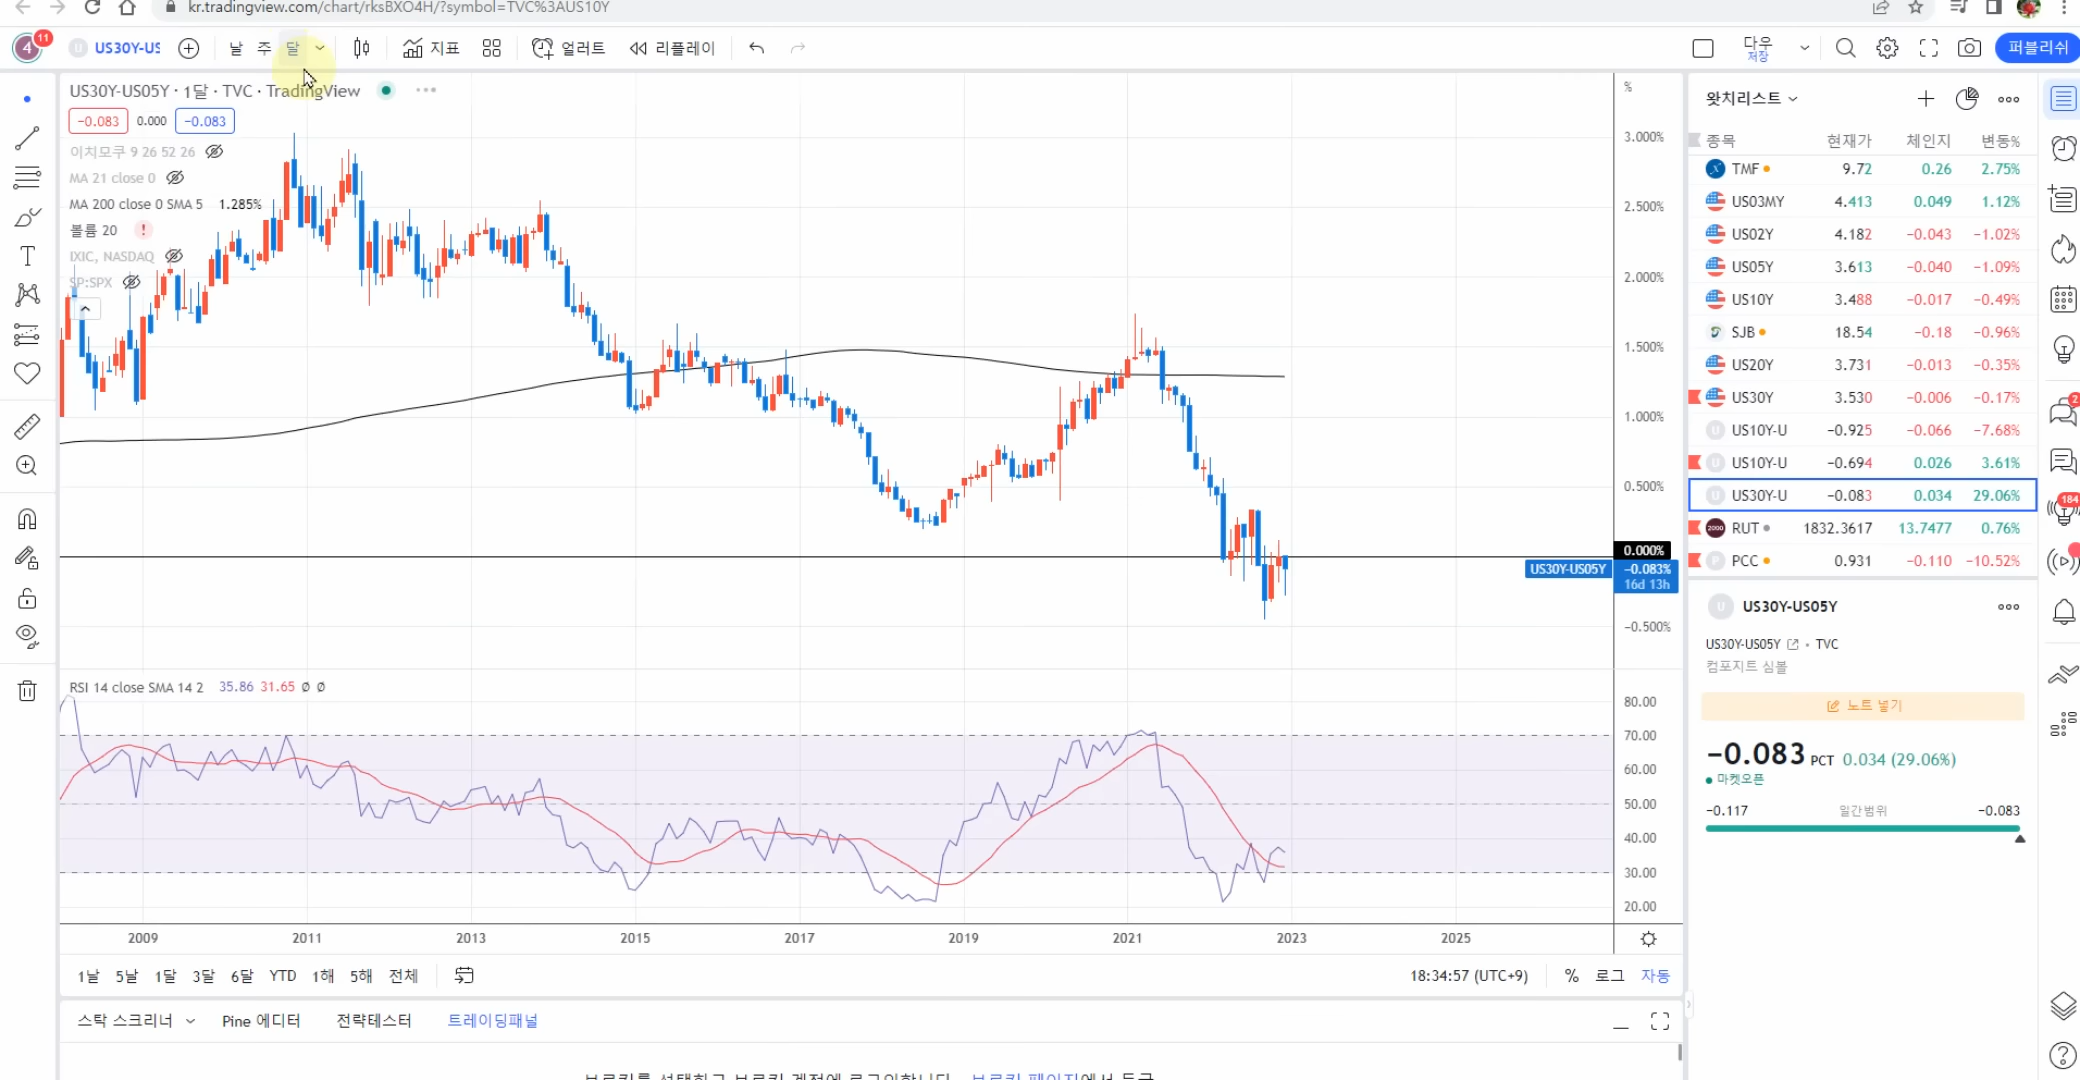 kr.tradingview.com/chart/rksBXO4H/?symbol=TVC%3AUS10Y
4 11 U US30Y-US 날 주 달 지표 얼러트 리플레이 다우 저장 퍼블리쉬
US30Y-US05Y · 1달 · TVC · TradingView
−0.083 0.000 −0.083
이치모쿠 9 26 52 26
MA 21 close 0
MA 200 close 0 SMA 5 1.285%
볼륨 20 !
IXIC, NASDAQ
SP:SPX
%
3.000%
2.500%
2.000%
1.500%
1.000%
0.500%
0.000%
US30Y-US05Y −0.083%
16d 13h
−0.500%
RSI 14 close SMA 14 2 35.86 31.65 Ø Ø
80.00
70.00
60.00
50.00
40.00
30.00
20.00
2009 2011 2013 2015 2017 2019 2021 2023 2025
1날 5날 1달 3달 6달 YTD 1해 5해 전체
18:34:57 (UTC+9) % 로그 자동
스탁 스크리너 Pine 에디터 전략테스터 트레이딩패널
왓치리스트
종목 현재가 체인지 변동%
TMF 9.72 0.26 2.75%
US03MY 4.413 0.049 1.12%
US02Y 4.182 −0.043 −1.02%
US05Y 3.613 −0.040 −1.09%
US10Y 3.488 −0.017 −0.49%
SJB 18.54 −0.18 −0.96%
US20Y 3.731 −0.013 −0.35%
US30Y 3.530 −0.006 −0.17%
U US10Y-U −0.925 −0.066 −7.68%
U US10Y-U −0.694 0.026 3.61%
U US30Y-U −0.083 0.034 29.06%
2000 RUT 1832.3617 13.7477 0.76%
P PCC 0.931 −0.110 −10.52%
U US30Y-US05Y
US30Y-US05Y • TVC
컴포지트 심볼
노트 넣기
−0.083 PCT 0.034 (29.06%)
마켓오픈
−0.117 일간범위 −0.083
2
184